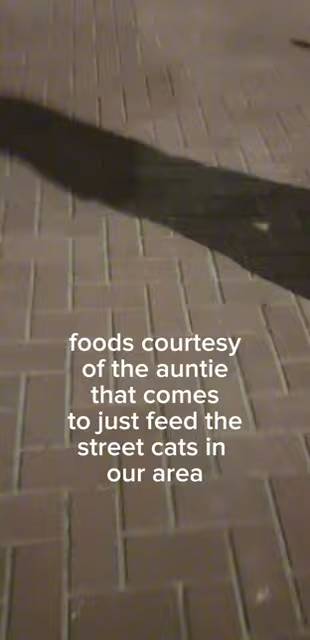 foods courtesy
of the auntie
that comes
to just feed the
street cats in
our area